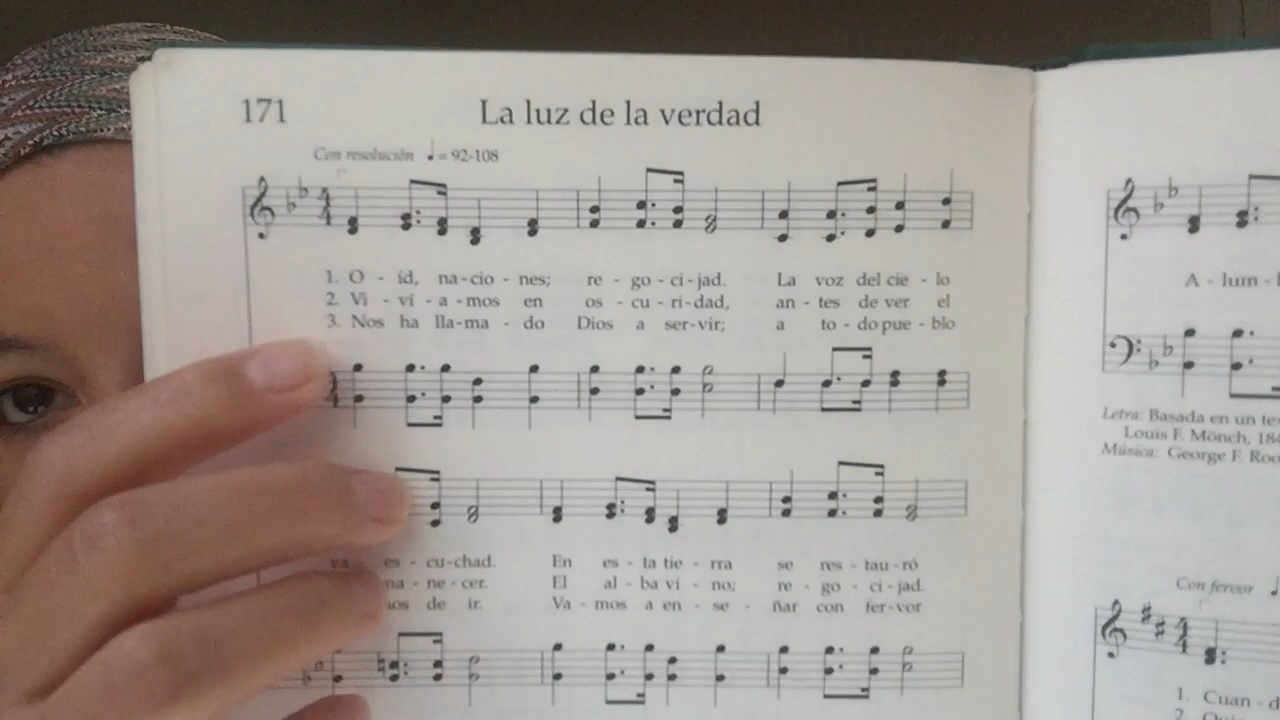 171 La luz de la verdad
Con resolución ♩= 92-108
1. O - íd, na-cio - nes; re - go - ci - jad. La voz del cie - lo
2. Vi - ví - a - mos en os - cu - ri - dad, an - tes de ver el
3. Nos ha lla-ma - do Dios a ser-vir; a to - do pue - blo
es - cu-chad. En es - ta tie - rra se res - tau-ró
na - ne - cer. El al - ba vi - no; re - go - ci - jad.
de ir. Va - mos a en - se - ñar con fer-vor
A - lum -
Letra: Basada en un
Louis F. Mönch,
Música: George F.
Con fervor
1. Cuan - d
2.